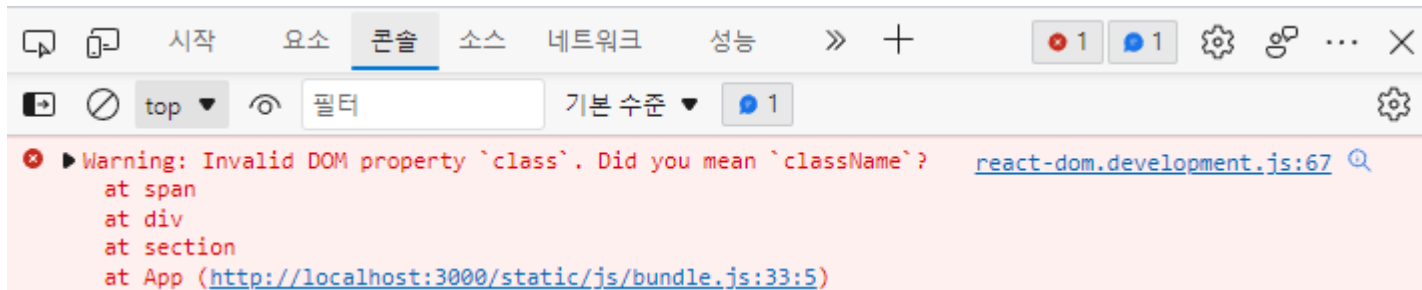 시작 요소 콘솔 소스 네트워크 성능 1 1
top 필터 기본 수준 1
Warning: Invalid DOM property `class`. Did you mean `className`? react-dom.development.js:67
at span
at div
at section
at App (http://localhost:3000/static/js/bundle.js:33:5)